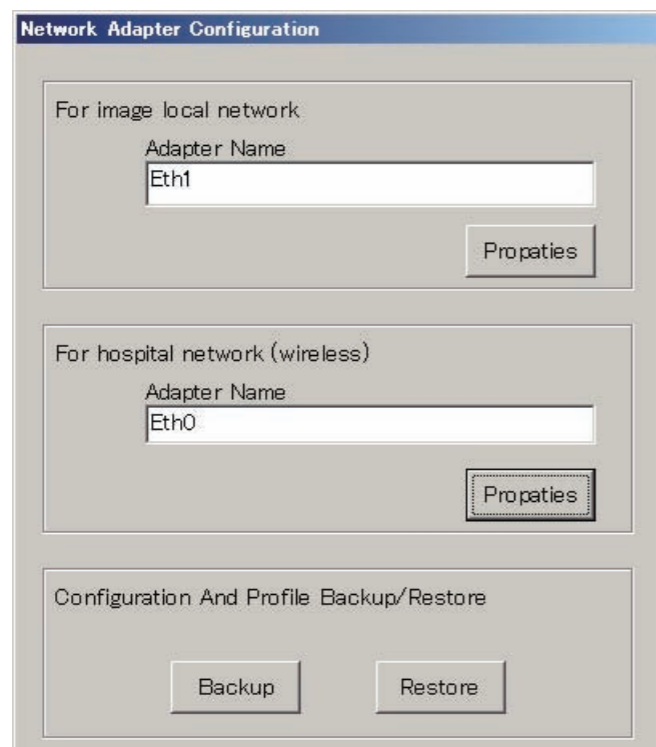 Network Adapter Configuration
For image local network
Adapter Name
Eth1
Propaties
For hospital network (wireless)
Adapter Name
Eth0
Propaties
Configuration And Profile Backup/Restore
Backup Restore